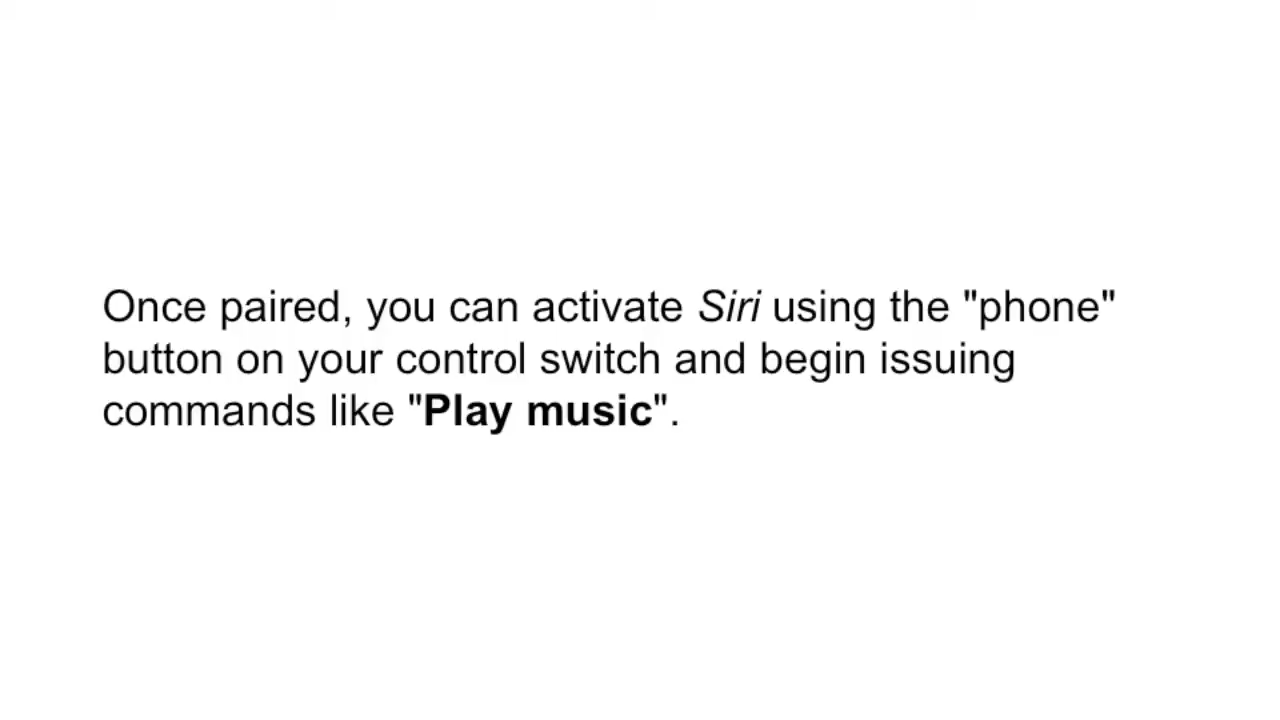 Once paired, you can activate Siri using the "phone"
button on your control switch and begin issuing
commands like "Play music".